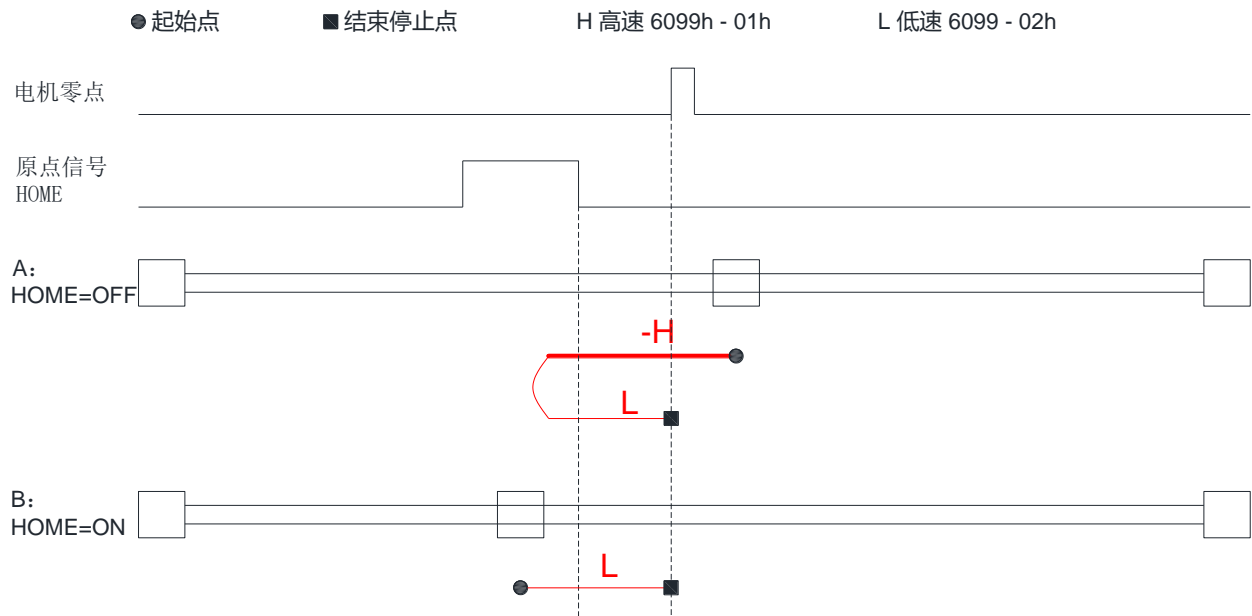 起始点 结束停止点 H 高速 6099h - 01h L 低速 6099 - 02h
电机零点
原点信号
HOME
A：
HOME=OFF
-H
L
B：
HOME=ON
L